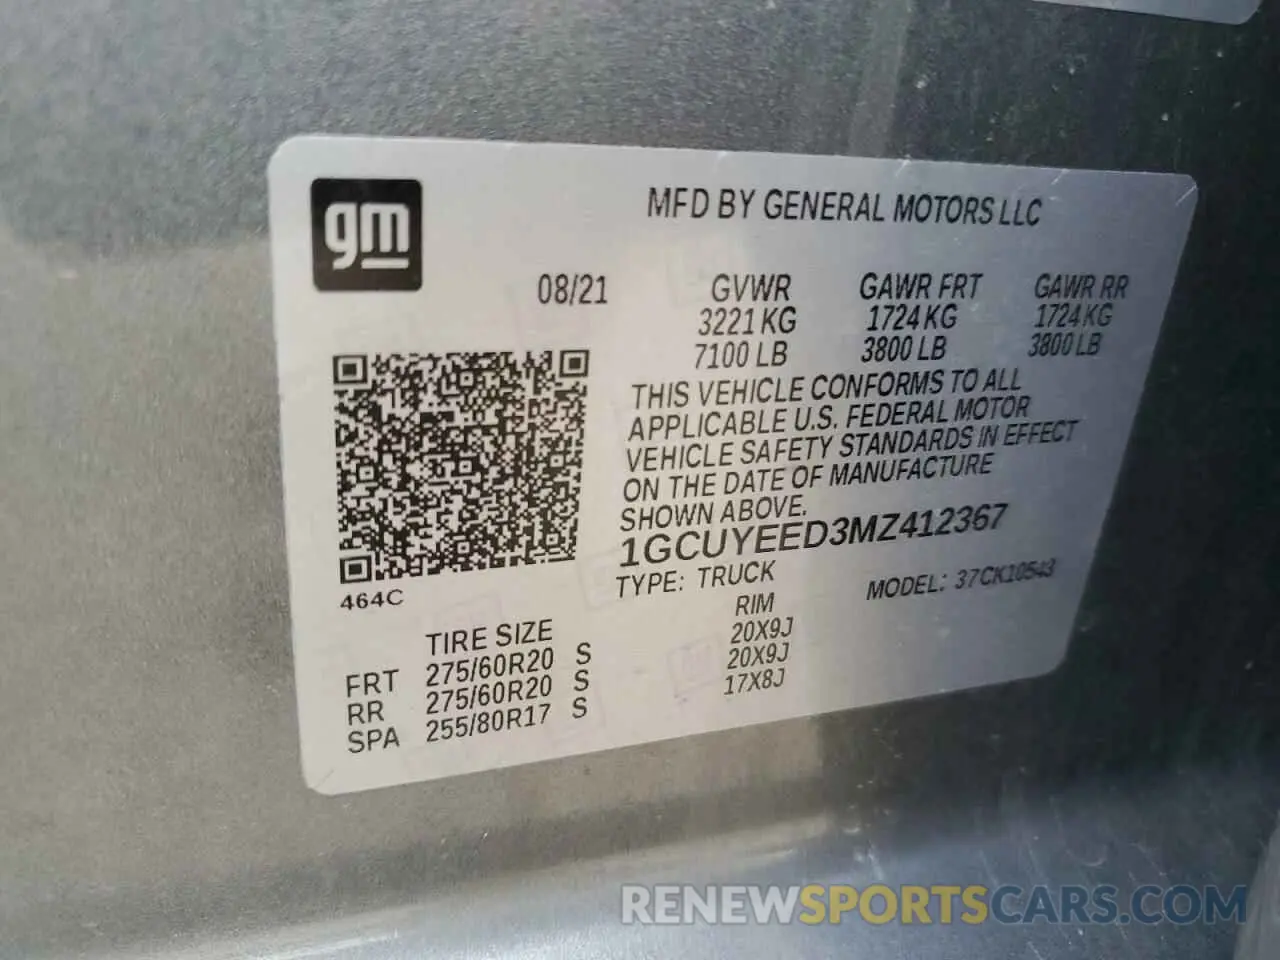 gm
MFD BY GENERAL MOTORS LLC
08/21 GVWR GAWR FRT GAWR RR
3221 KG 1724 KG 1724 KG
7100 LB 3800 LB 3800 LB
THIS VEHICLE CONFORMS TO ALL
APPLICABLE U.S. FEDERAL MOTOR
VEHICLE SAFETY STANDARDS IN EFFECT
ON THE DATE OF MANUFACTURE
SHOWN ABOVE.
1GCUYEED3MZ412367
TYPE: TRUCK MODEL: 37CK10543
464C
TIRE SIZE RIM
FRT 275/60R20 S 20X9J
RR 275/60R20 S 20X9J
SPA 255/80R17 S 17X8J
RENEWSPORTSCARS.COM